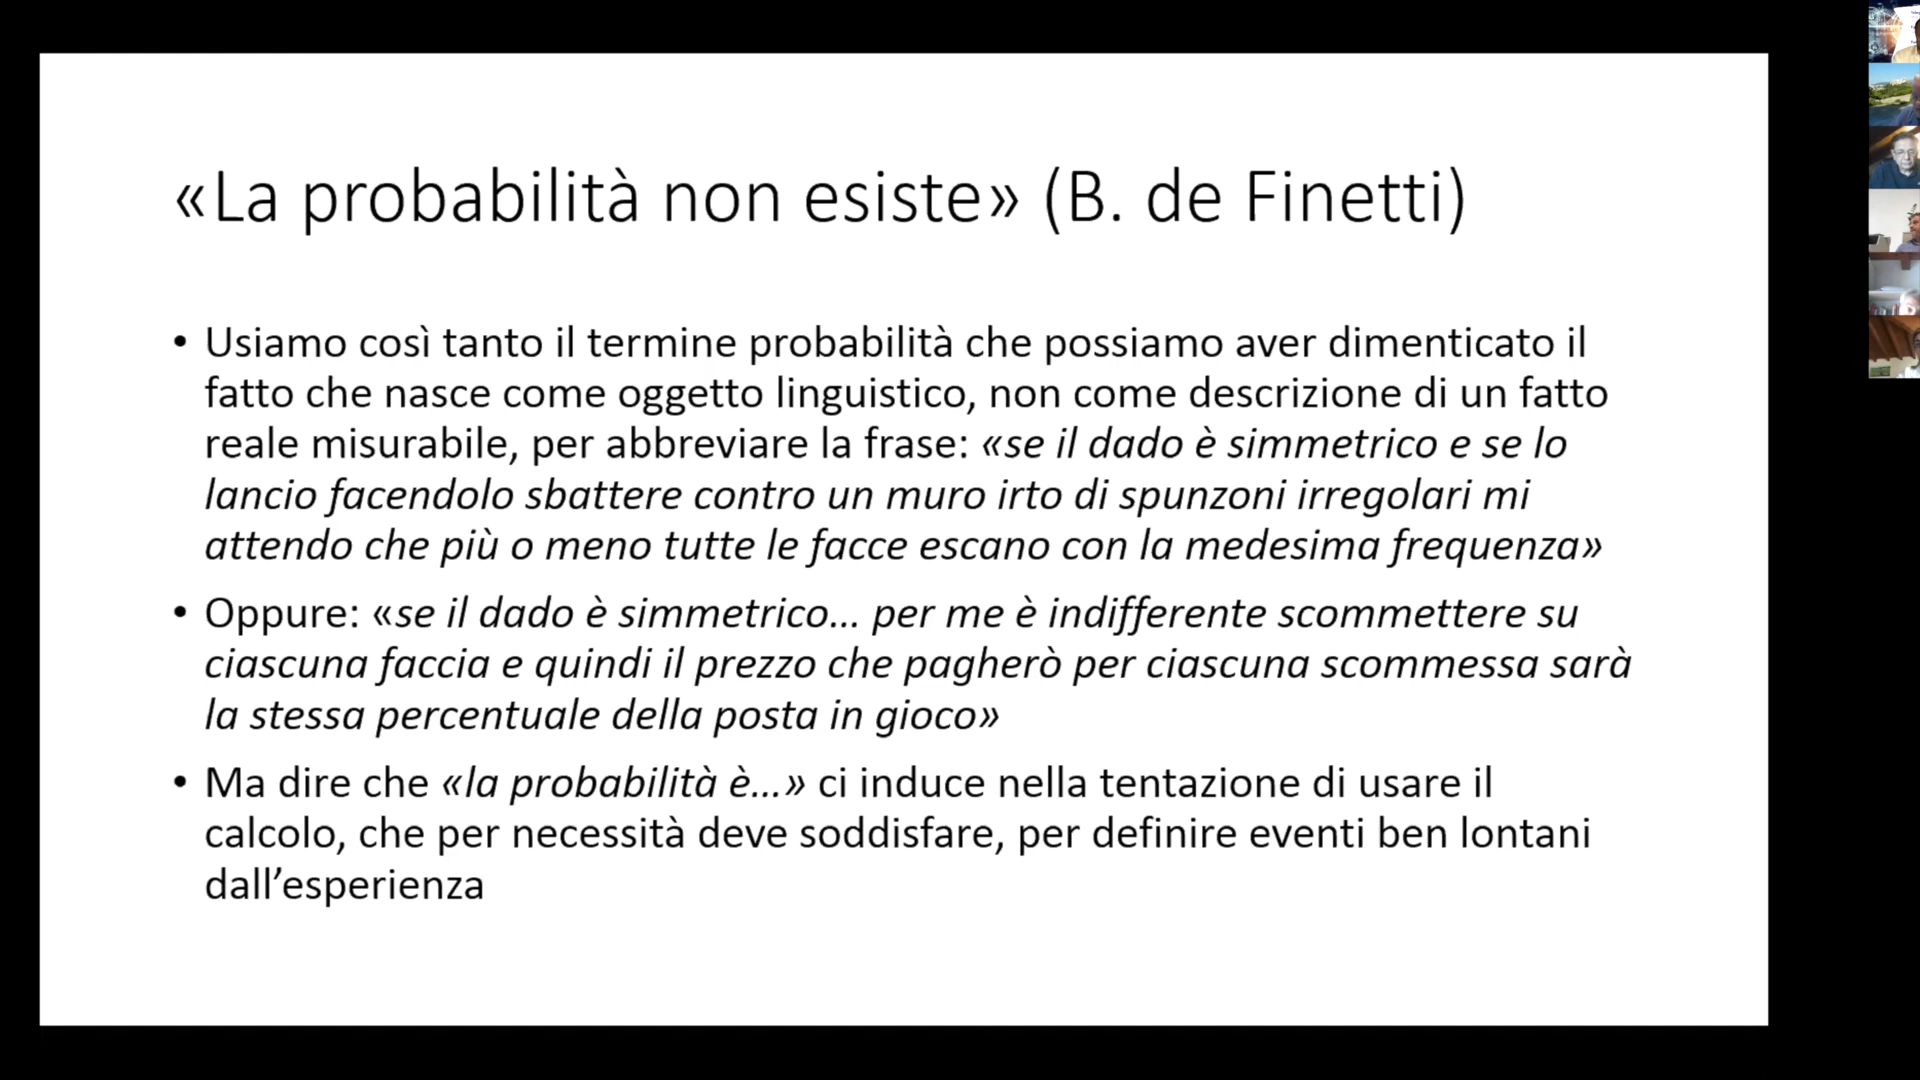 «La probabilità non esiste» (B. de Finetti)
• Usiamo così tanto il termine probabilità che possiamo aver dimenticato il
fatto che nasce come oggetto linguistico, non come descrizione di un fatto
reale misurabile, per abbreviare la frase: «se il dado è simmetrico e se lo
lancio facendolo sbattere contro un muro irto di spunzoni irregolari mi
attendo che più o meno tutte le facce escano con la medesima frequenza»
• Oppure: «se il dado è simmetrico... per me è indifferente scommettere su
ciascuna faccia e quindi il prezzo che pagherò per ciascuna scommessa sarà
la stessa percentuale della posta in gioco»
• Ma dire che «la probabilità è...» ci induce nella tentazione di usare il
calcolo, che per necessità deve soddisfare, per definire eventi ben lontani
dall’esperienza